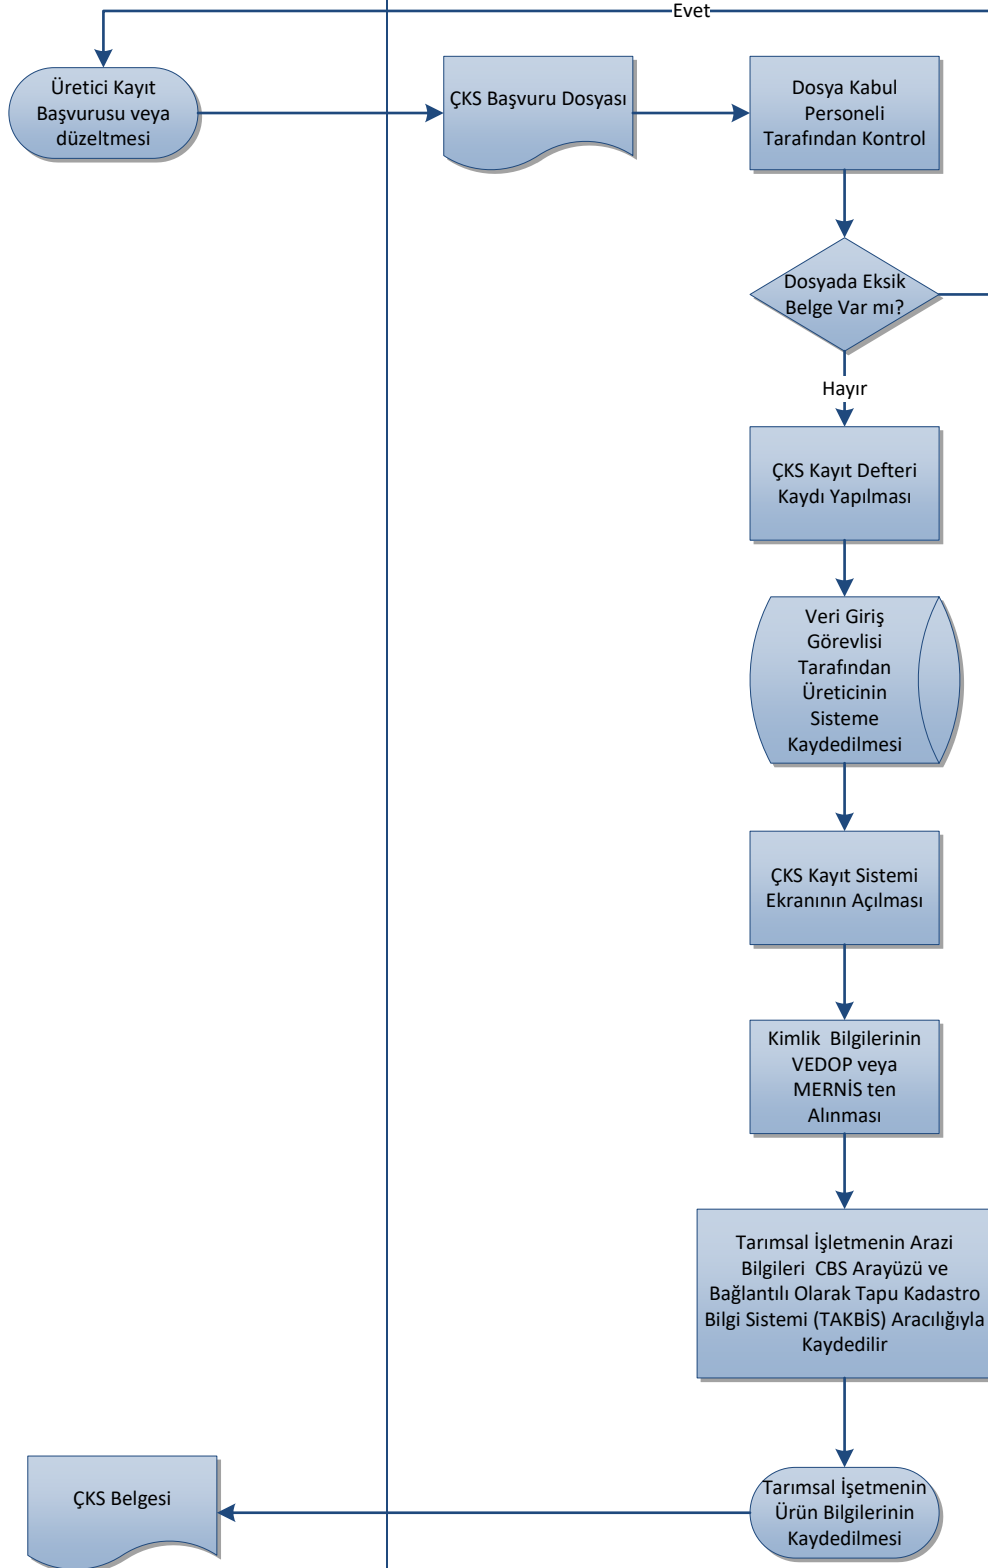 Evet
Üretici Kayıt
Başvurusu veya
düzeltmesi
ÇKS Başvuru Dosyası
Dosya Kabul
Personeli
Tarafından Kontrol
Dosyada Eksik
Belge Var mı?
Hayır
ÇKS Kayıt Defteri
Kaydı Yapılması
Veri Giriş
Görevlisi
Tarafından
Üreticinin
Sisteme
Kaydedilmesi
ÇKS Kayıt Sistemi
Ekranının Açılması
Kimlik Bilgilerinin
VEDOP veya
MERNİS ten
Alınması
Tarımsal İşletmenin Arazi
Bilgileri CBS Arayüzü ve
Bağlantılı Olarak Tapu Kadastro
Bilgi Sistemi (TAKBİS) Aracılığıyla
Kaydedilir
Tarımsal İşetmenin
Ürün Bilgilerinin
Kaydedilmesi
ÇKS Belgesi